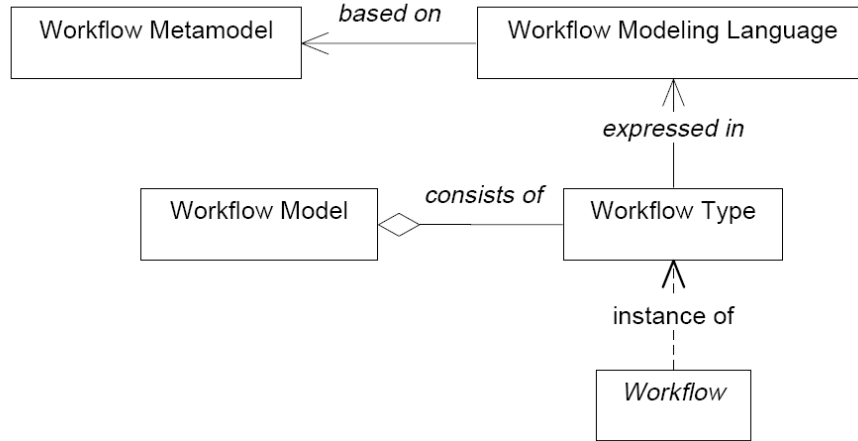 based on
Workflow Metamodel
Workflow Modeling Language
expressed in
consists of
Workflow Model
Workflow Type
instance of
Workflow